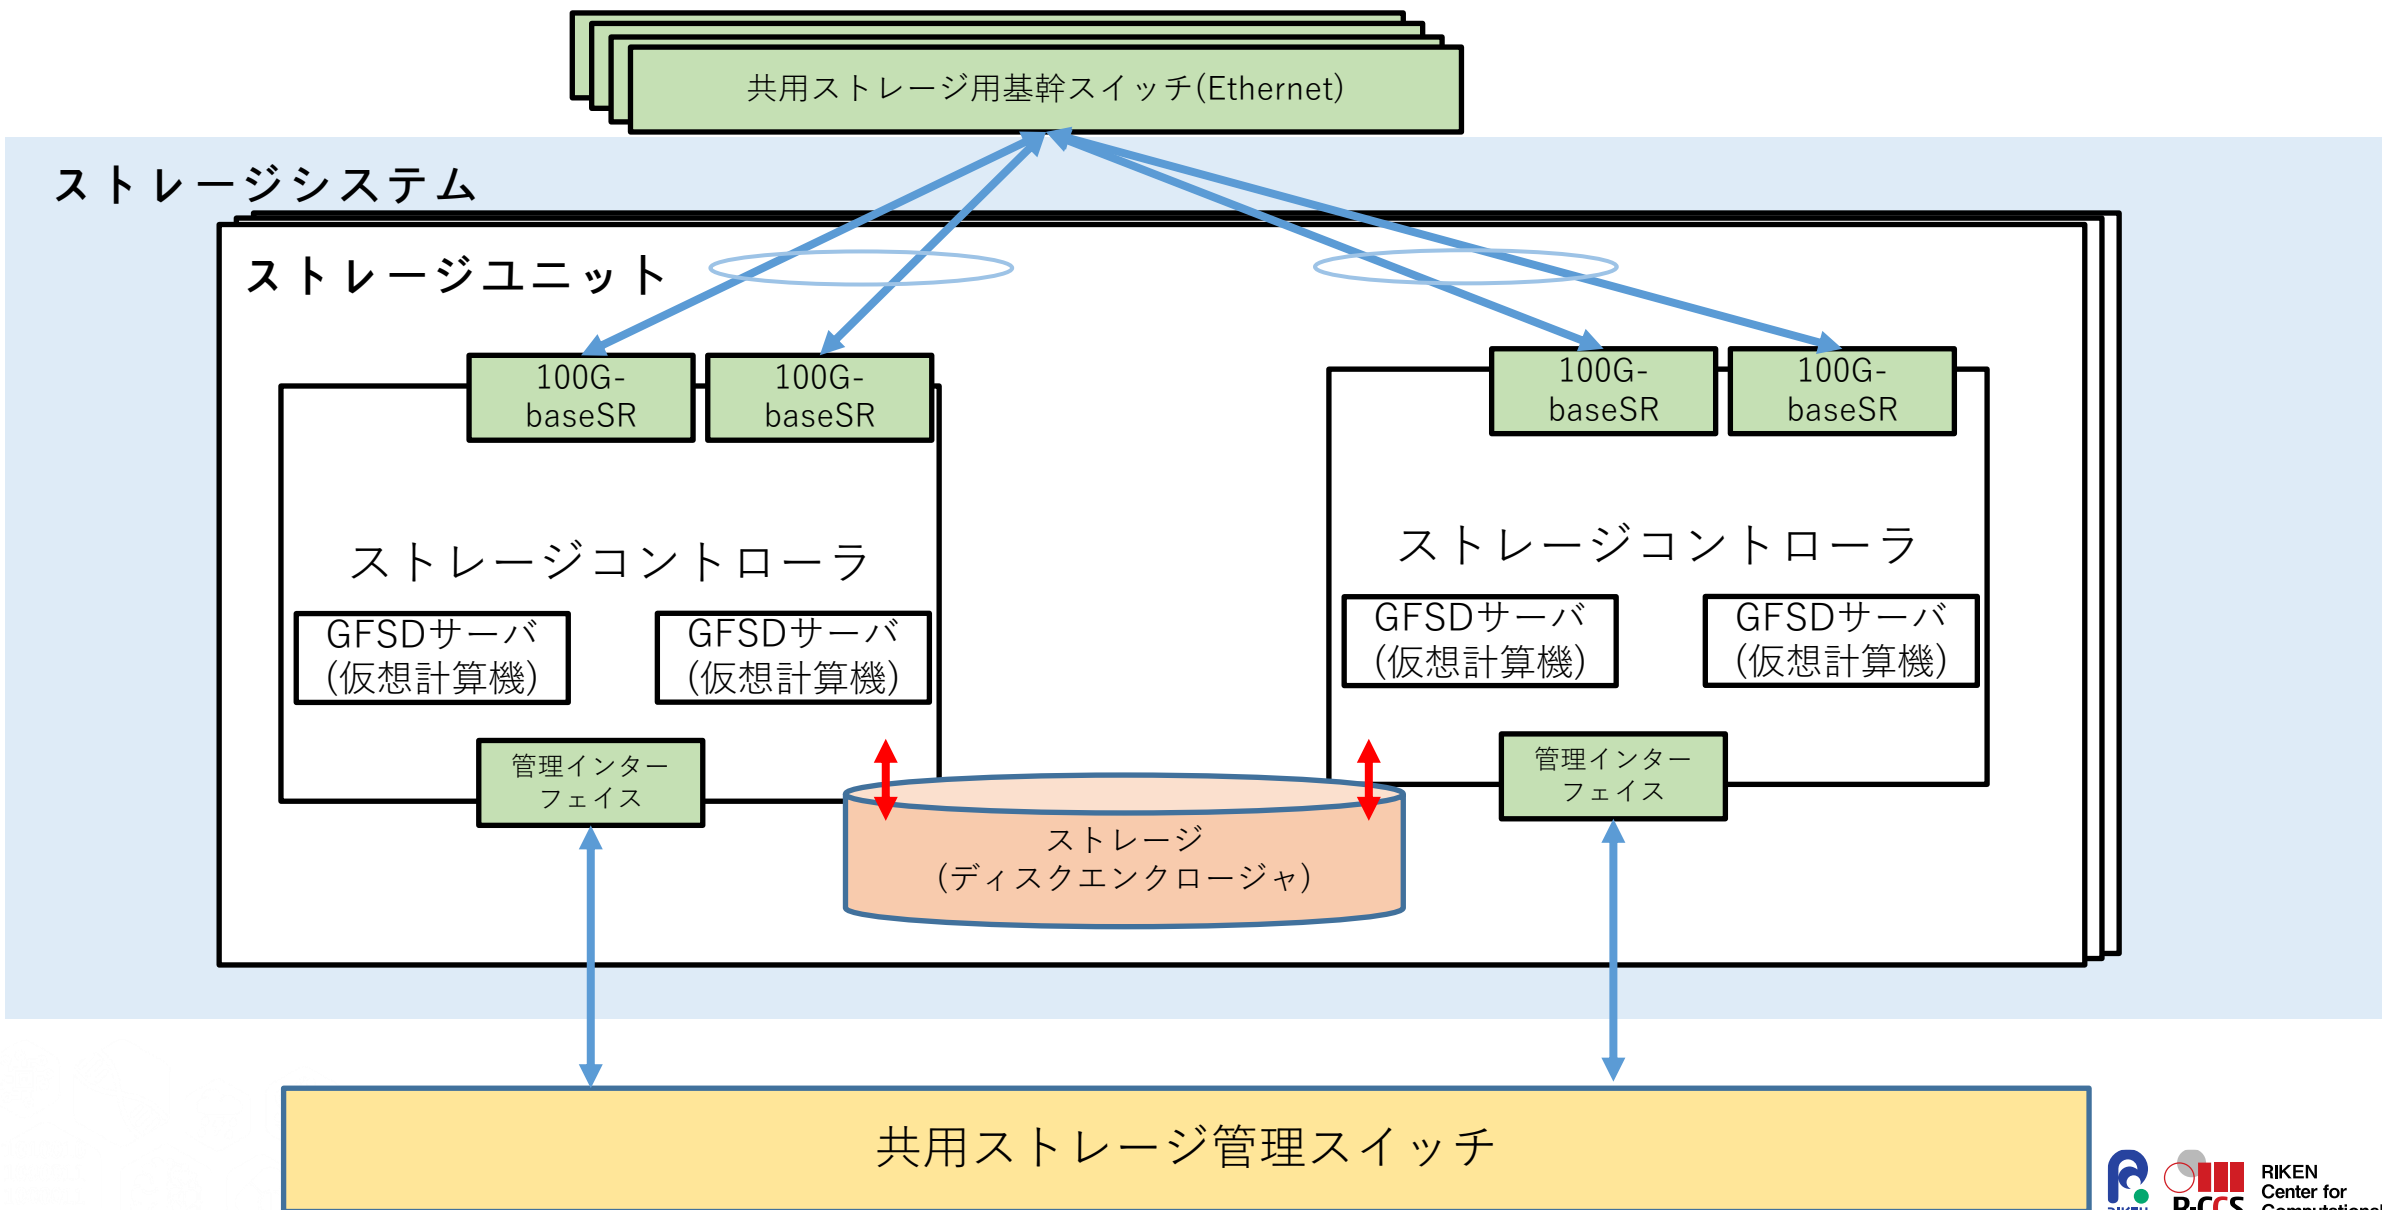 共用ストレージ用基幹スイッチ(Ethernet)
ストレージシステム
ストレージユニット
100G-
baseSR
100G-
baseSR
100G-
baseSR
100G-
baseSR
ストレージコントローラ
GFSDサーバ
(仮想計算機)
GFSDサーバ
(仮想計算機)
管理インター
フェイス
ストレージコントローラ
GFSDサーバ
(仮想計算機)
GFSDサーバ
(仮想計算機)
管理インター
フェイス
ストレージ
(ディスクエンクロージャ)
共用ストレージ管理スイッチ
RIKEN
R-CCS
RIKEN
Center for
Computational